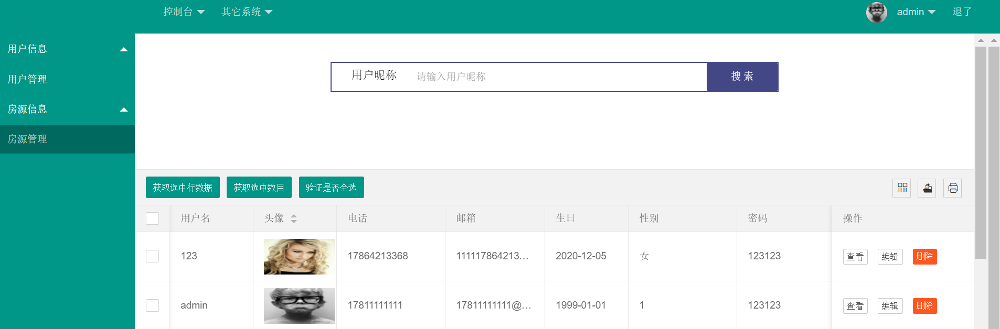 控制台 其它系统 admin 退了
用户信息
用户管理
房源信息
房源管理
用户昵称 请输入用户昵称 搜 索
获取选中行数据 获取选中数目 验证是否全选
用户名 头像 电话 邮箱 生日 性别 密码 操作
123 17864213368 111117864213... 2020-12-05 女 123123 查看 编辑 删除
admin 17811111111 17811111111@... 1999-01-01 1 123123 查看 编辑 删除